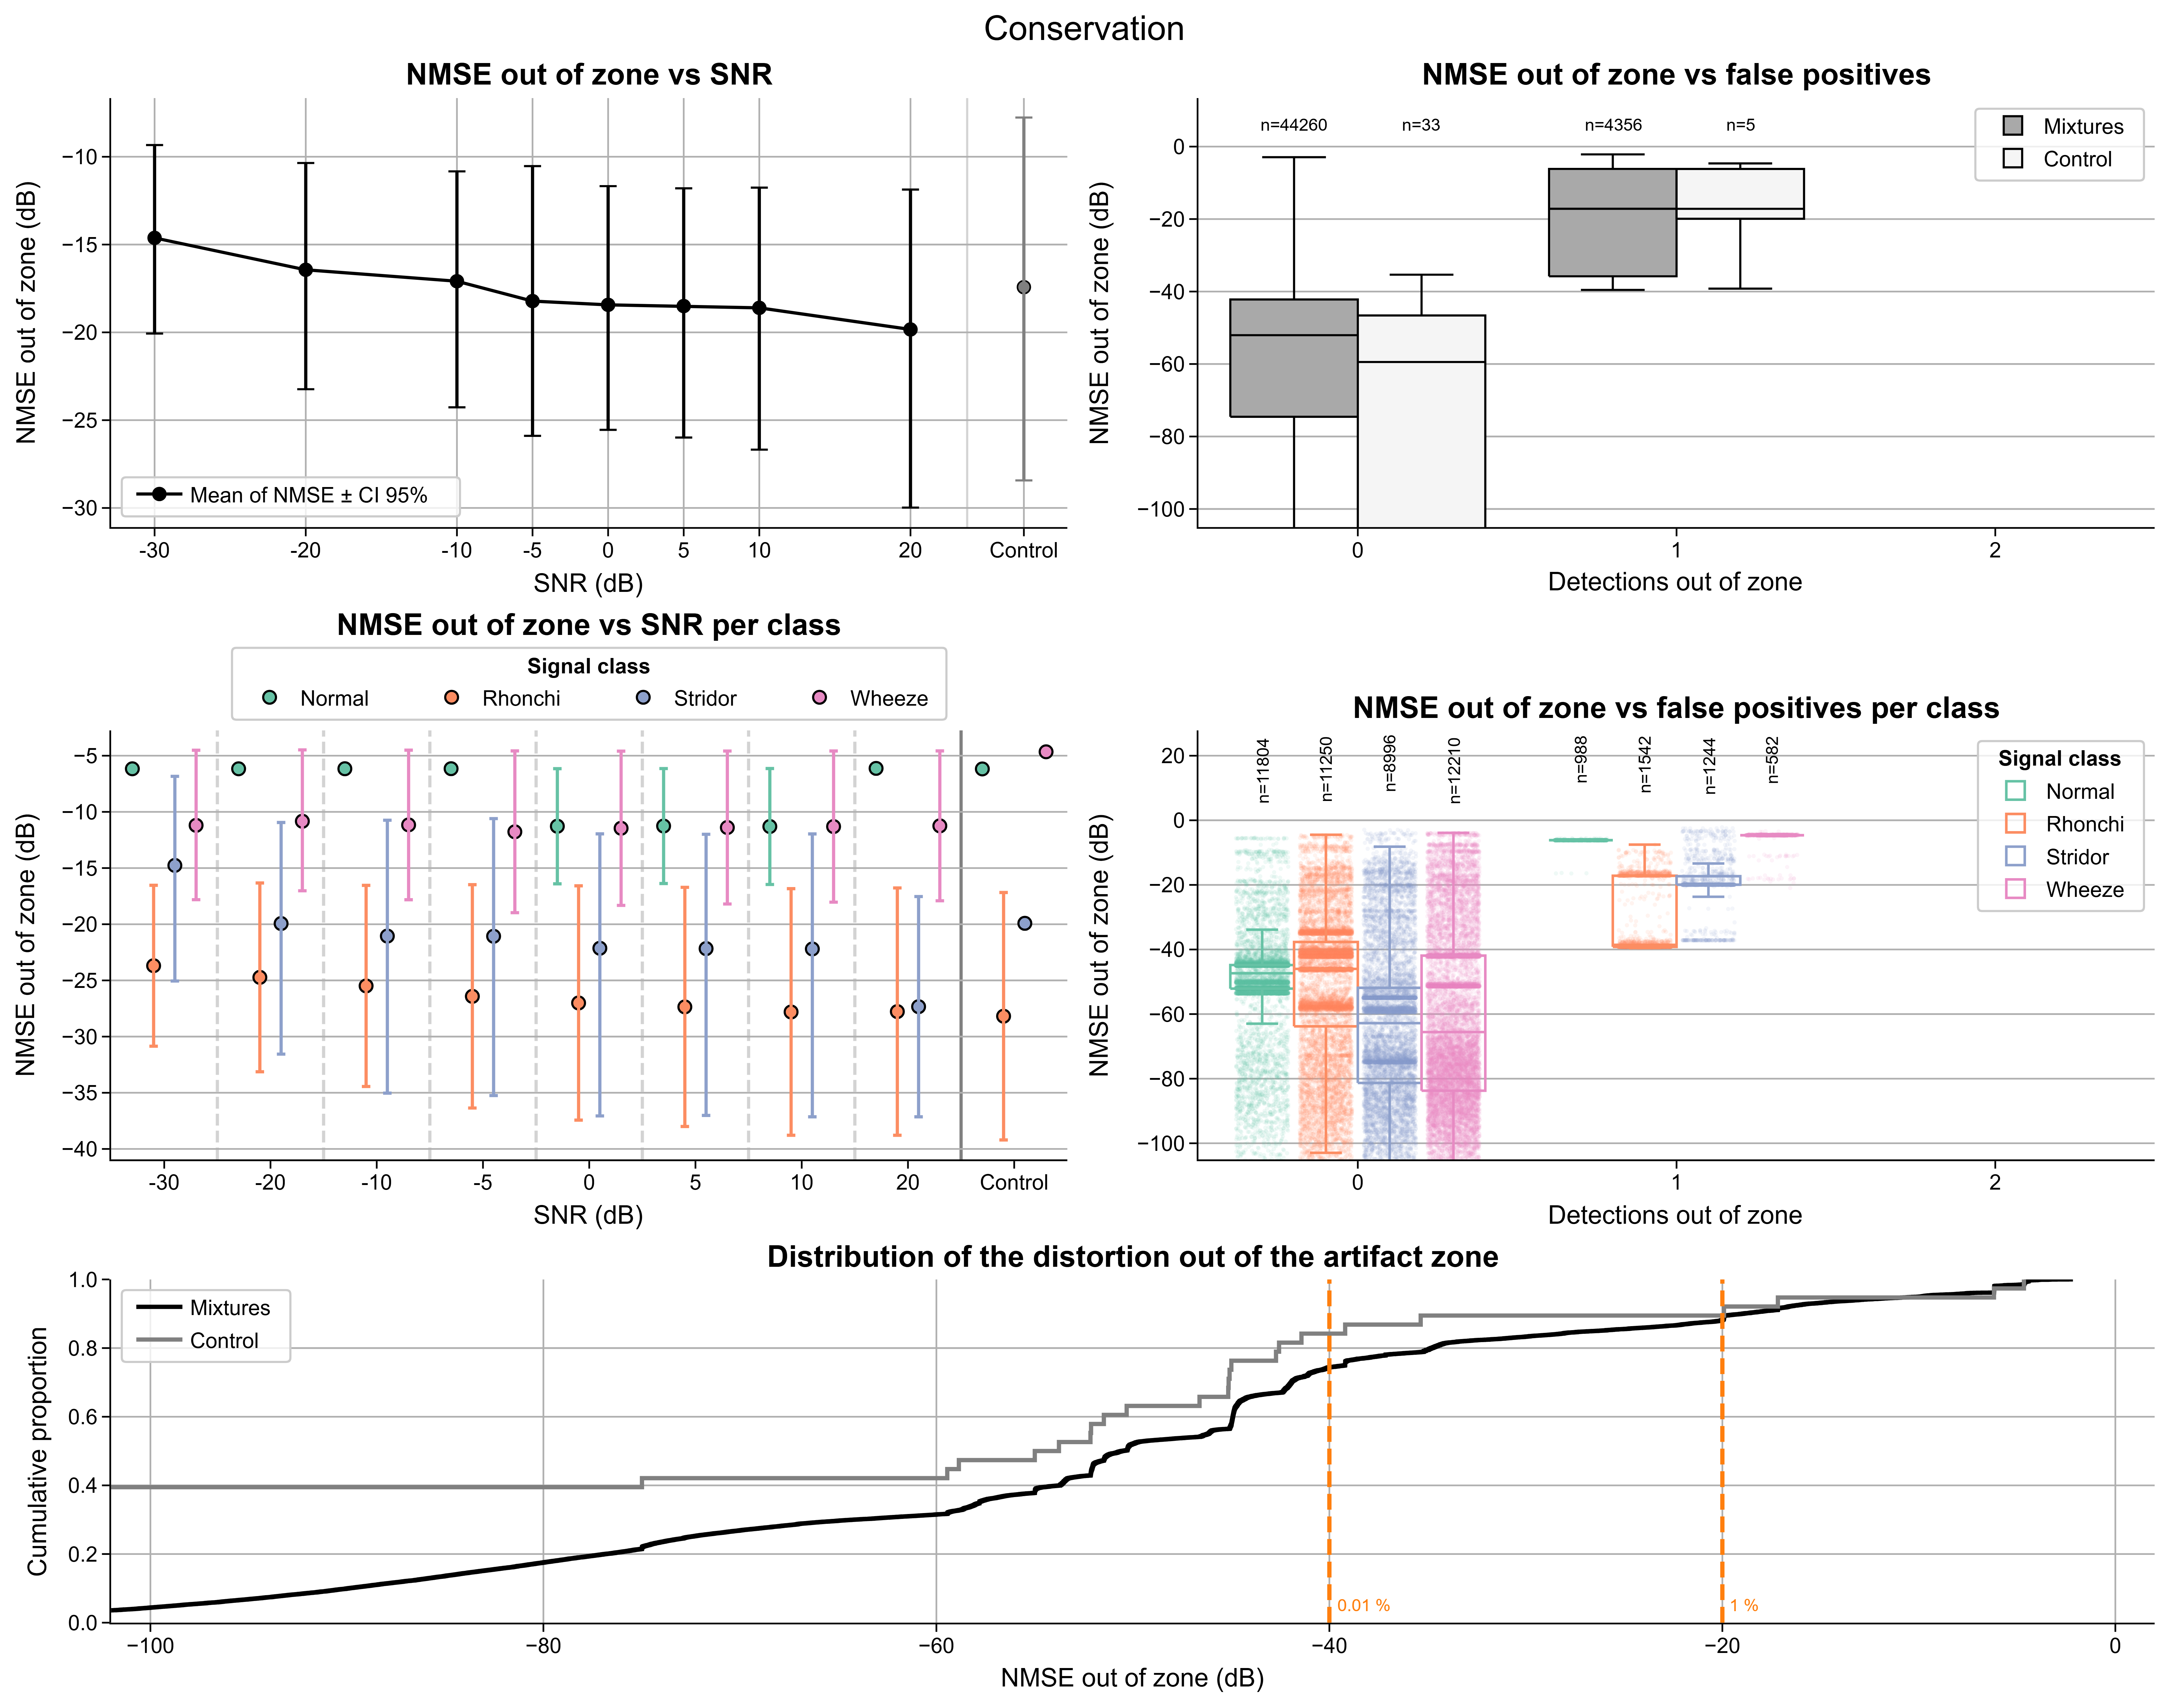 Conservation
NMSE out of zone vs SNR
NMSE out of zone (dB)
−10
−15
−20
−25
−30
Mean of NMSE ± CI 95%
-30
-20
-10
-5
0
5
10
20
Control
SNR (dB)
NMSE out of zone vs false positives
NMSE out of zone (dB)
0
−20
−40
−60
−80
−100
n=44260
n=33
n=4356
n=5
Mixtures
Control
0
1
2
Detections out of zone
NMSE out of zone vs SNR per class
Signal class
Normal
Rhonchi
Stridor
Wheeze
NMSE out of zone (dB)
−5
−10
−15
−20
−25
−30
−35
−40
-30
-20
-10
-5
0
5
10
20
Control
SNR (dB)
NMSE out of zone vs false positives per class
NMSE out of zone (dB)
20
0
−20
−40
−60
−80
−100
n=11804
n=11250
n=8996
n=12210
n=988
n=1542
n=1244
n=582
Signal class
Normal
Rhonchi
Stridor
Wheeze
0
1
2
Detections out of zone
Distribution of the distortion out of the artifact zone
Cumulative proportion
1.0
0.8
0.6
0.4
0.2
0.0
Mixtures
Control
0.01 %
1 %
−100
−80
−60
−40
−20
0
NMSE out of zone (dB)